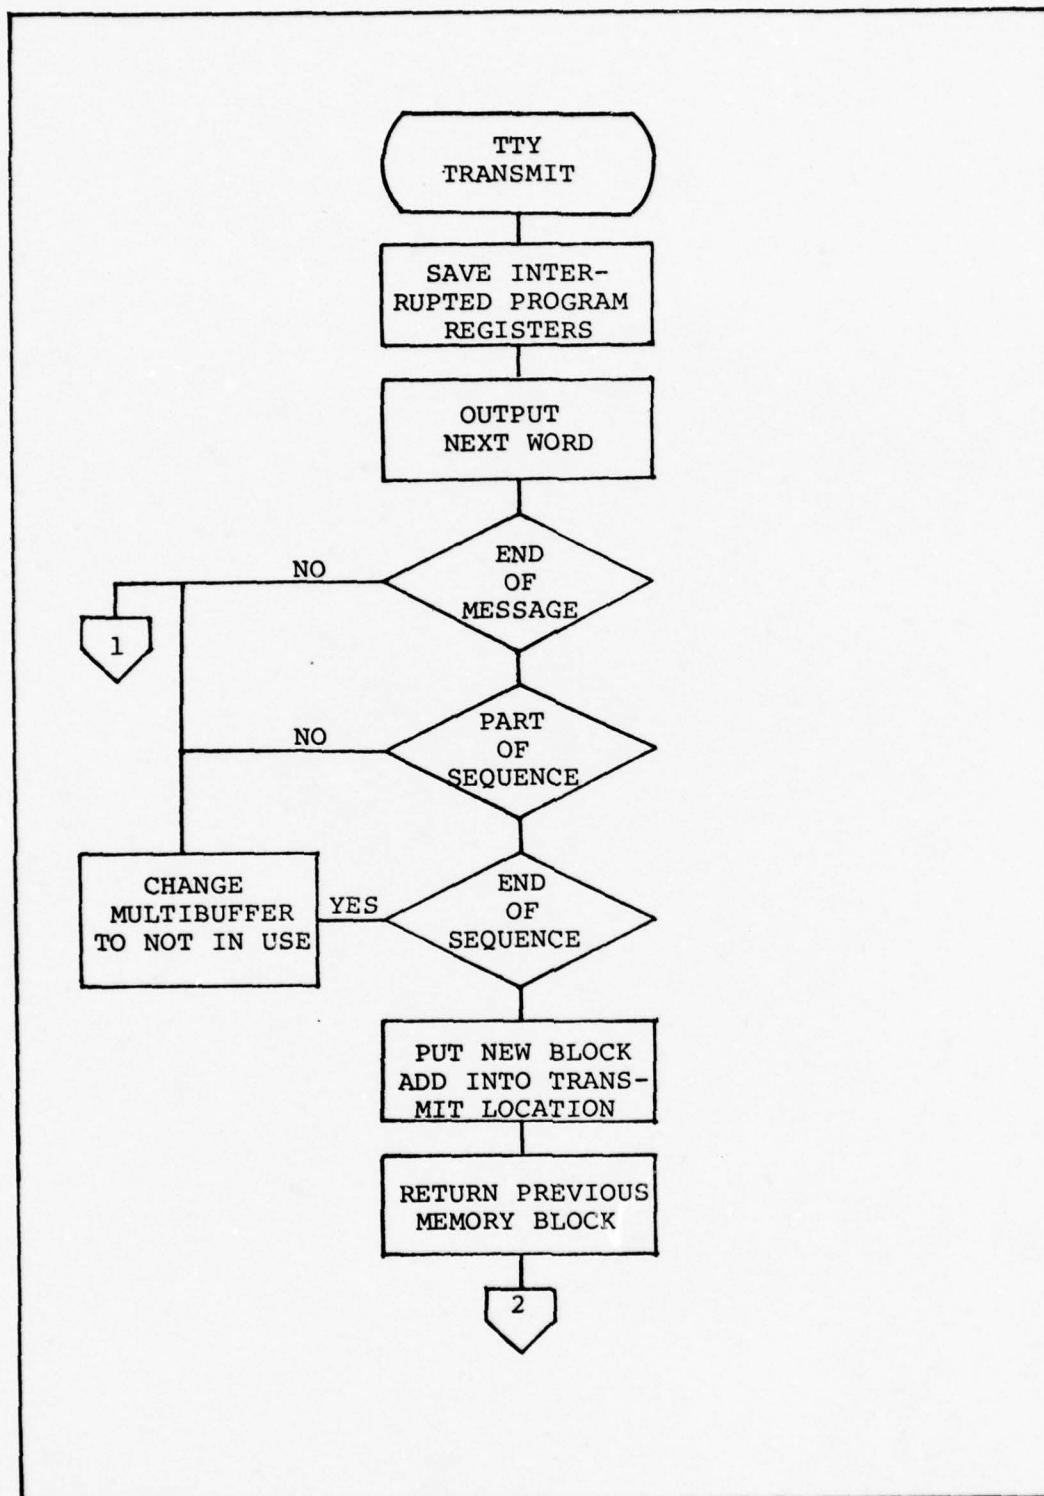 TTY
TRANSMIT
SAVE INTER-
RUPTED PROGRAM
REGISTERS
OUTPUT
NEXT WORD
END
OF
MESSAGE
NO
1
PART
OF
SEQUENCE
NO
END
OF
SEQUENCE
YES
CHANGE
MULTIBUFFER
TO NOT IN USE
PUT NEW BLOCK
ADD INTO TRANS-
MIT LOCATION
RETURN PREVIOUS
MEMORY BLOCK
2